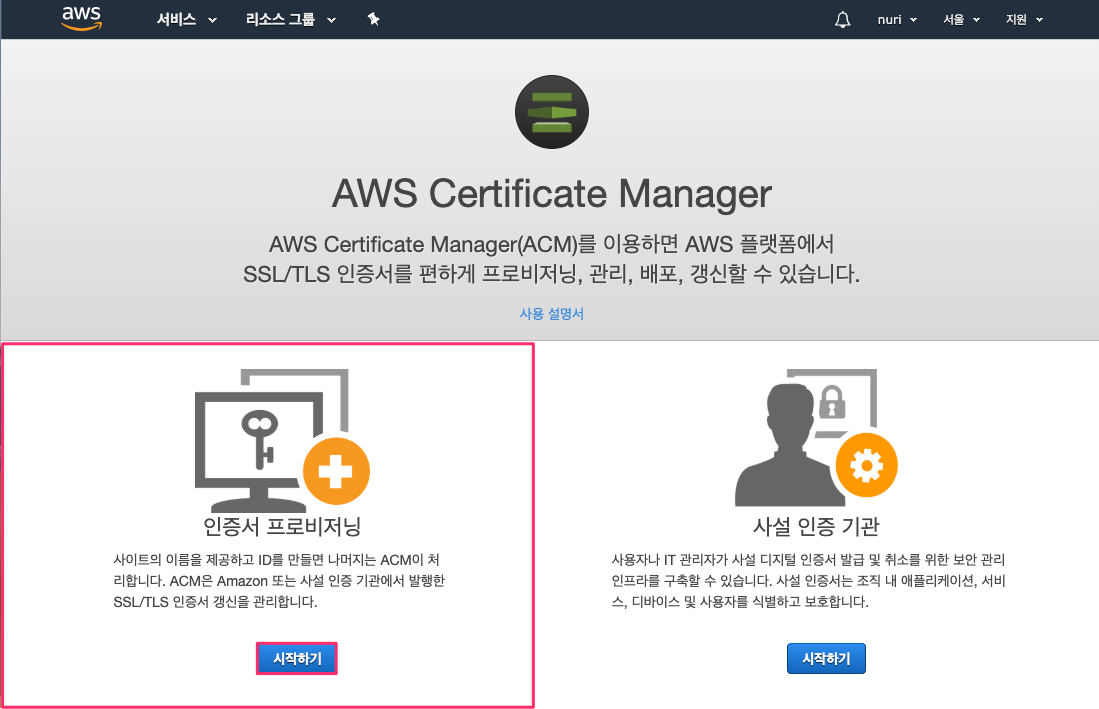 aws 서비스 리소스 그룹 nuri 서울 지원
AWS Certificate Manager
AWS Certificate Manager(ACM)를 이용하면 AWS 플랫폼에서
SSL/TLS 인증서를 편하게 프로비저닝, 관리, 배포, 갱신할 수 있습니다.
사용 설명서
인증서 프로비저닝
사이트의 이름을 제공하고 ID를 만들면 나머지는 ACM이 처
리합니다. ACM은 Amazon 또는 사설 인증 기관에서 발행한
SSL/TLS 인증서 갱신을 관리합니다.
시작하기
사설 인증 기관
사용자나 IT 관리자가 사설 디지털 인증서 발급 및 취소를 위한 보안 관리
인프라를 구축할 수 있습니다. 사설 인증서는 조직 내 애플리케이션, 서비
스, 디바이스 및 사용자를 식별하고 보호합니다.
시작하기